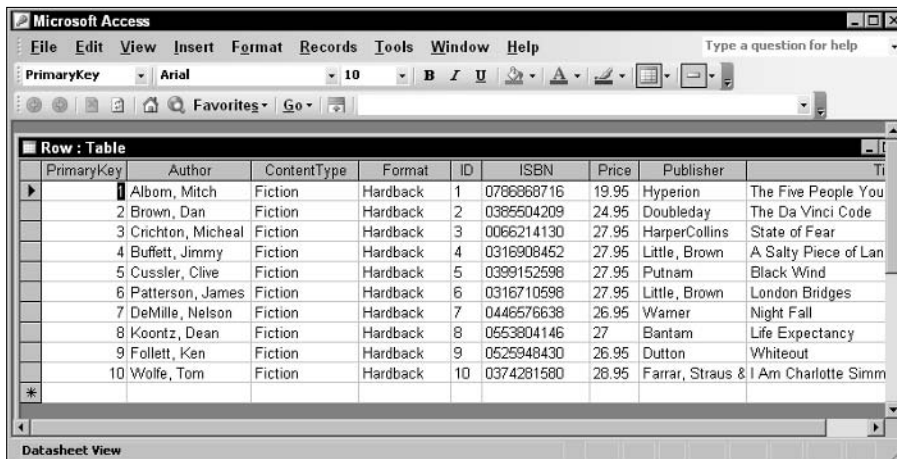 Microsoft Access
File Edit View Insert Format Records Tools Window Help Type a question for help
PrimaryKey Arial 10 B I U A
Favorites Go
Row : Table
PrimaryKey Author ContentType Format ID ISBN Price Publisher Ti
1 Albom, Mitch Fiction Hardback 1 0786868716 19.95 Hyperion The Five People You
2 Brown, Dan Fiction Hardback 2 0385504209 24.95 Doubleday The Da Vinci Code
3 Crichton, Micheal Fiction Hardback 3 0066214130 27.95 HarperCollins State of Fear
4 Buffett, Jimmy Fiction Hardback 4 0316908452 27.95 Little, Brown A Salty Piece of Lan
5 Cussler, Clive Fiction Hardback 5 0399152598 27.95 Putnam Black Wind
6 Patterson, James Fiction Hardback 6 0316710598 27.95 Little, Brown London Bridges
7 DeMille, Nelson Fiction Hardback 7 0446576638 26.95 Warner Night Fall
8 Koontz, Dean Fiction Hardback 8 0553804146 27 Bantam Life Expectancy
9 Follett, Ken Fiction Hardback 9 0525948430 26.95 Dutton Whiteout
10 Wolfe, Tom Fiction Hardback 10 0374281580 28.95 Farrar, Straus & I Am Charlotte Simm
Datasheet View